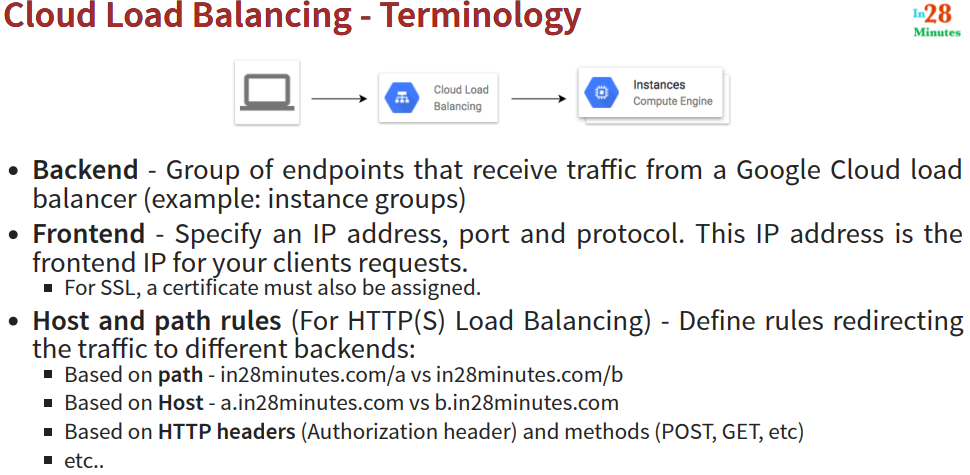 Cloud Load Balancing - Terminology
In28
Minutes
Cloud Load
Balancing
Instances
Compute Engine
• Backend - Group of endpoints that receive traffic from a Google Cloud load
balancer (example: instance groups)
• Frontend - Specify an IP address, port and protocol. This IP address is the
frontend IP for your clients requests.
▪ For SSL, a certificate must also be assigned.
• Host and path rules (For HTTP(S) Load Balancing) - Define rules redirecting
the traffic to different backends:
▪ Based on path - in28minutes.com/a vs in28minutes.com/b
▪ Based on Host - a.in28minutes.com vs b.in28minutes.com
▪ Based on HTTP headers (Authorization header) and methods (POST, GET, etc)
▪ etc..